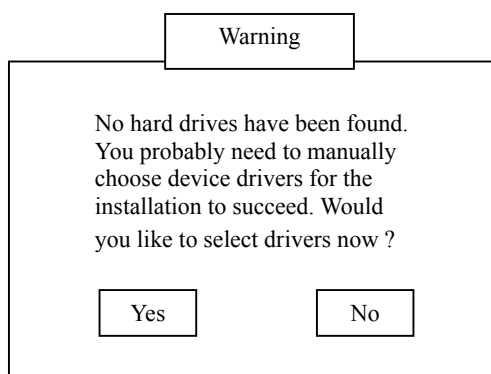 Warning
No hard drives have been found.
You probably need to manually
choose device drivers for the
installation to succeed. Would
you like to select drivers now ?
Yes
No